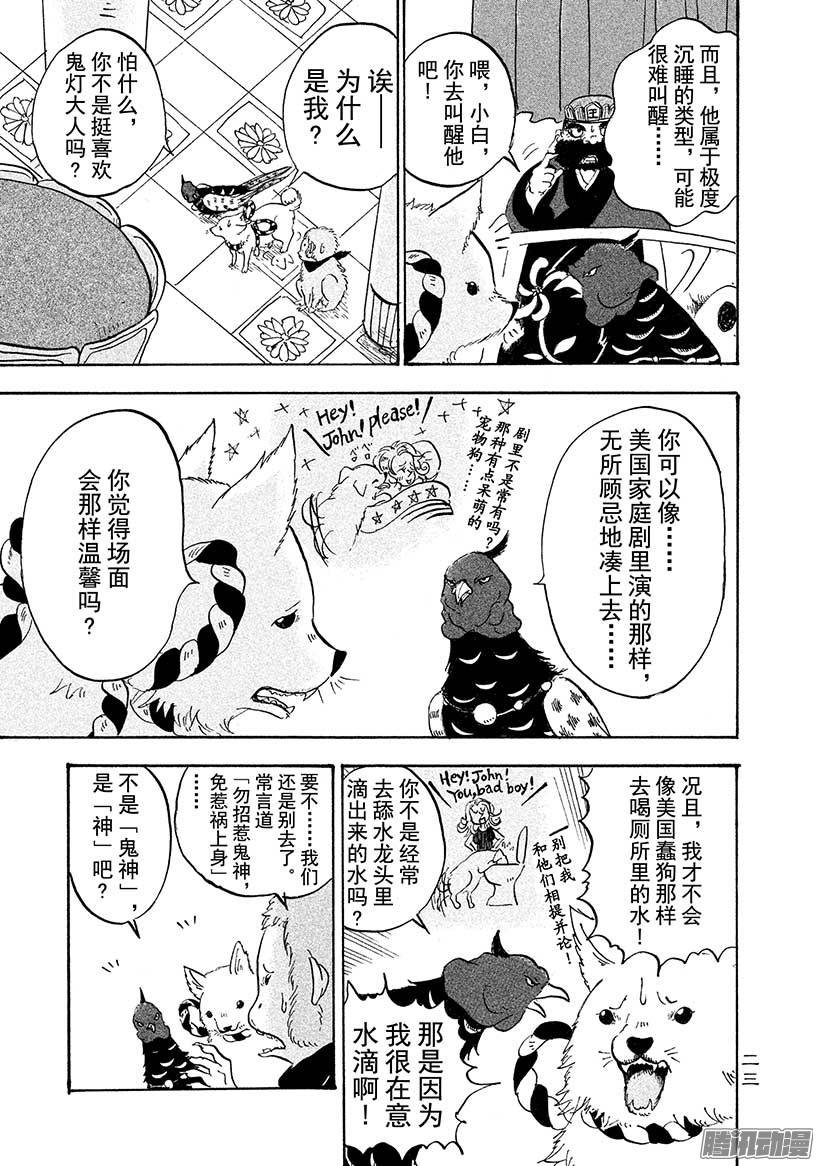 而且，他属于极度
沉睡的类型，可能
很难叫醒……
喂，小白，
你去叫醒他
吧！
诶——
为什么
是我？
怕什么，
你不是挺喜欢
鬼灯大人吗？
你可以像……
美国家庭剧里演的那样，
无所顾忌地凑上去……
剧里不是常有吗？
那种有点呆萌的
宠物狗……
Hey!
John! please!
你觉得场面
会那样温馨吗？
况且，我才不会
像美国蠢狗那样
去喝厕所里的水！
别把我
和他们相提并论！
Hey! John!
You, bad boy!
你不是经常
去舔水龙头里
滴出来的水吗？
那是因为
我很在意
水滴啊！
要不……我们
还是别去了。
常言道
「勿招惹鬼神，
免惹祸上身」
……
不是「鬼神」，
是「神」吧？
二三
腾讯动漫